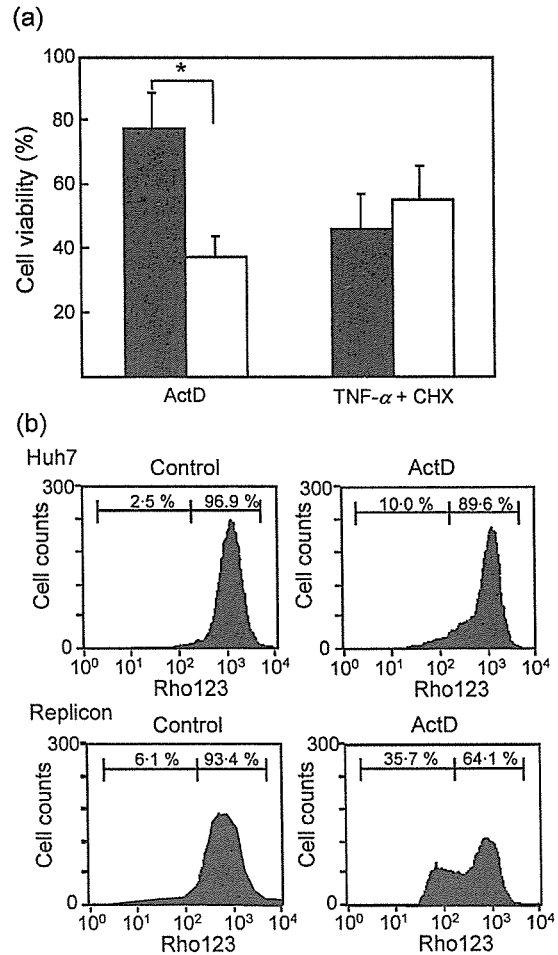 (a)
*
Cell viability (%)
100
80
60
40
20
ActD
TNF-α + CHX
(b)
Huh7
Control
300
2·5 %
96.9 %
Cell counts
0
10⁰
10¹
10²
10³
10⁴
Rho123
ActD
300
10·0 %
89.6 %
Cell counts
0
10⁰
10¹
10²
10³
10⁴
Rho123
Replicon
Control
300
6·1 %
93·4 %
Cell counts
0
10⁰
10¹
10²
10³
10⁴
Rho123
ActD
300
35·7 %
64.1 %
Cell counts
0
10⁰
10¹
10²
10³
10⁴
Rho123